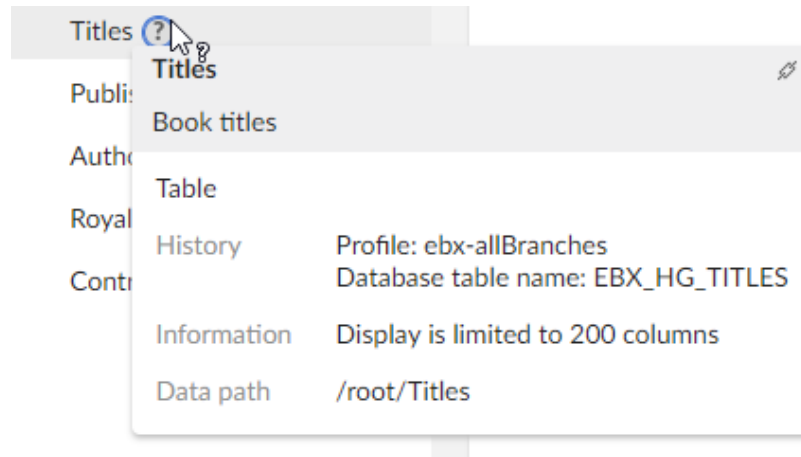 Titles ?
Titles
Book titles
Table
History Profile: ebx-allBranches
Database table name: EBX_HG_TITLES
Information Display is limited to 200 columns
Data path /root/Titles